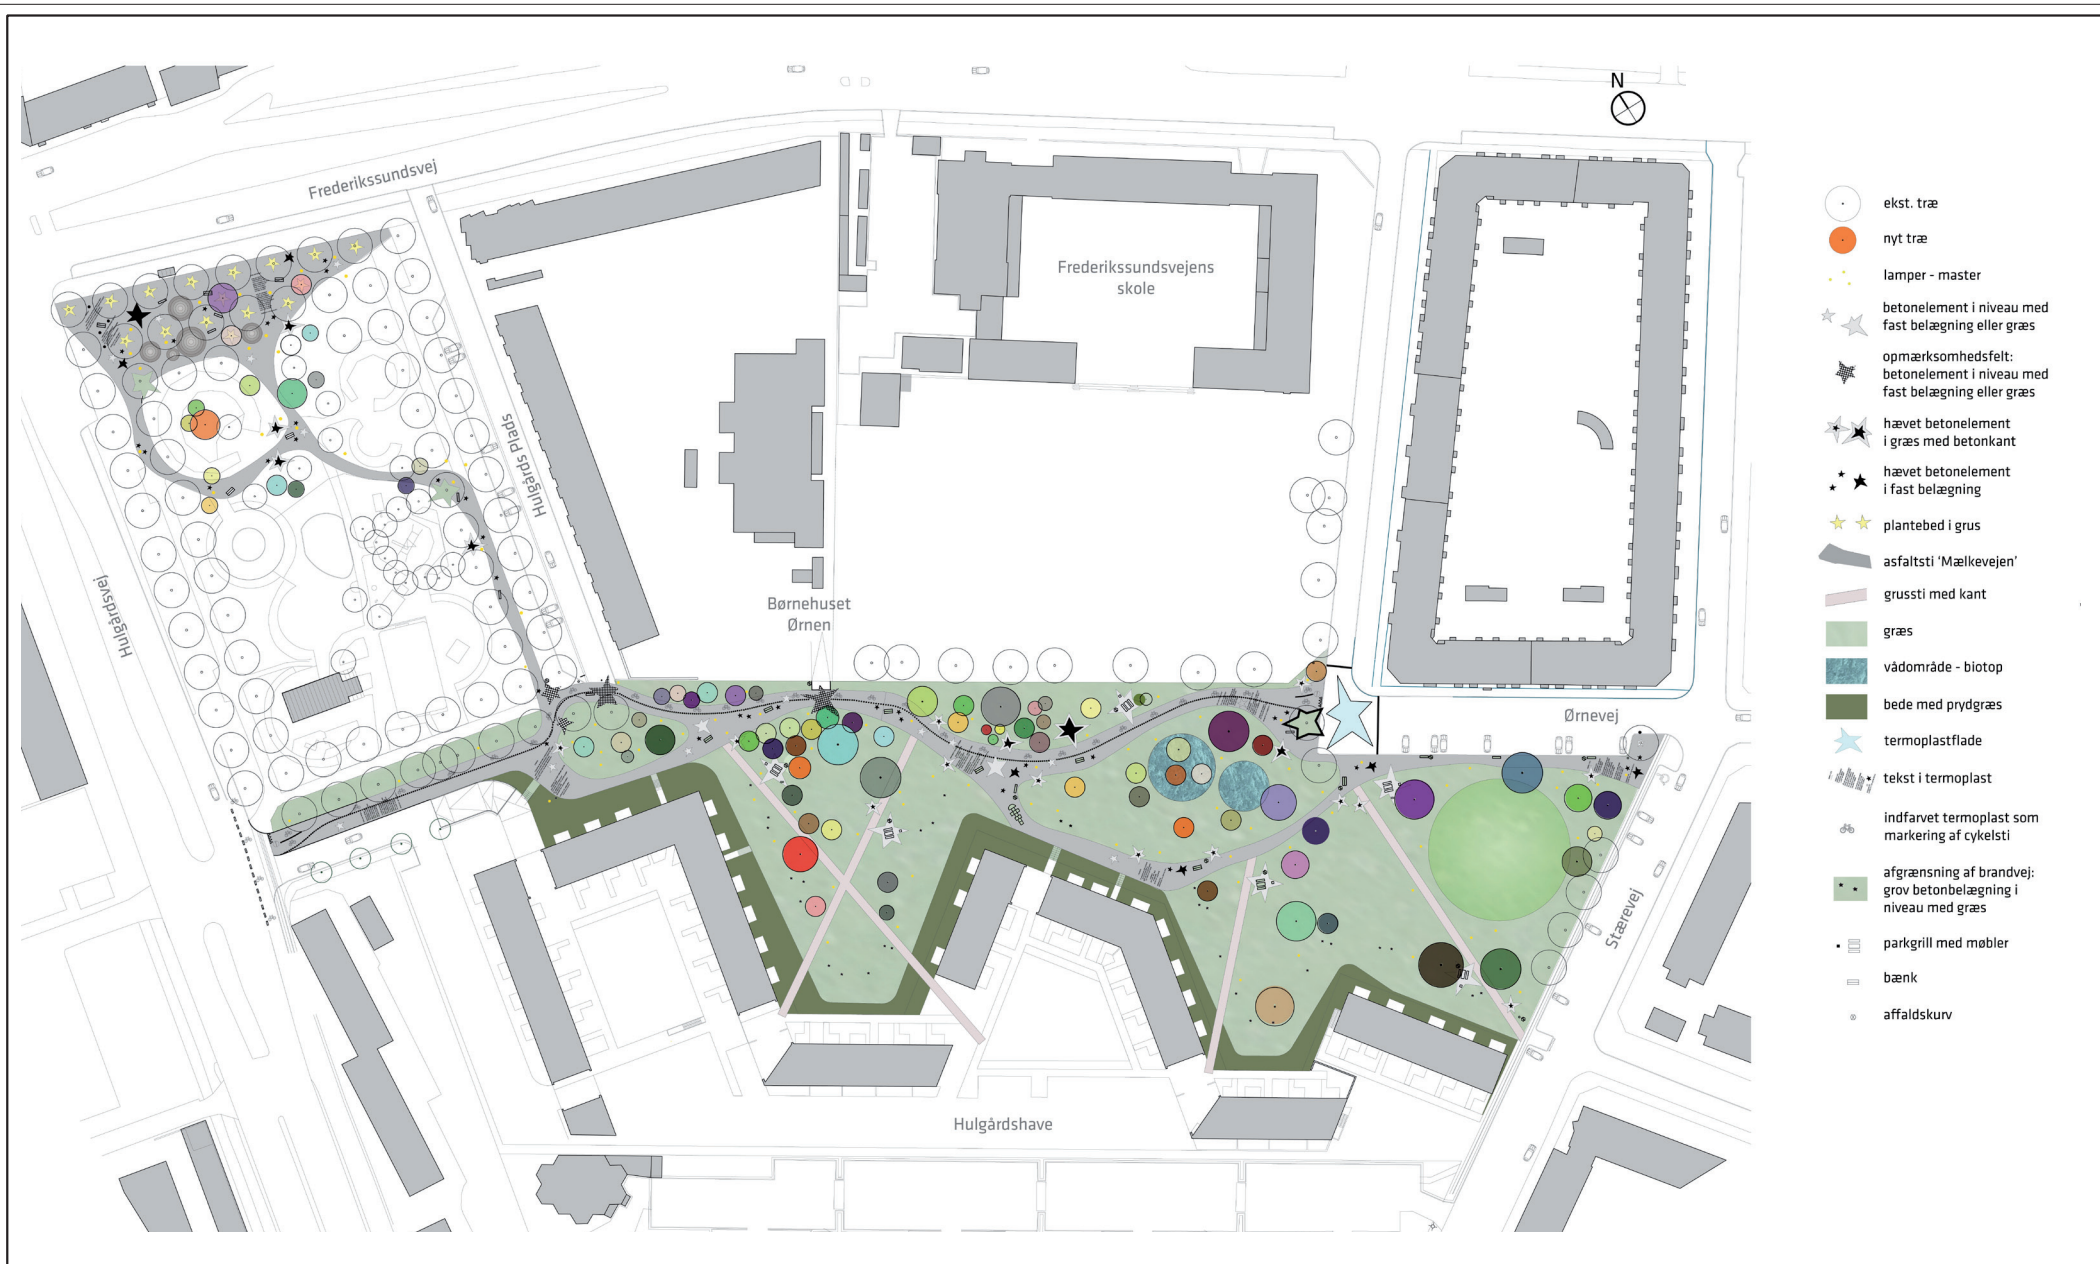 N
Frederikssundsvej
Frederikssundsvejens
skole
Hulgårds Plads
Hulgårdsvej
Børnehuset
Ørnen
Ørnevej
Stærevej
Hulgårdshave
ekst. træ
nyt træ
lamper - master
betonelement i niveau med
fast belægning eller græs
opmærksomhedsfelt:
betonelement i niveau med
fast belægning eller græs
hævet betonelement
i græs med betonkant
hævet betonelement
i fast belægning
plantebed i grus
asfaltsti 'Mælkevejen'
grussti med kant
græs
vådområde - biotop
bede med prydgræs
termoplastflade
tekst i termoplast
indfarvet termoplast som
markering af cykelsti
afgrænsning af brandvej:
grov betonbelægning i
niveau med græs
parkgrill med møbler
bænk
affaldskurv